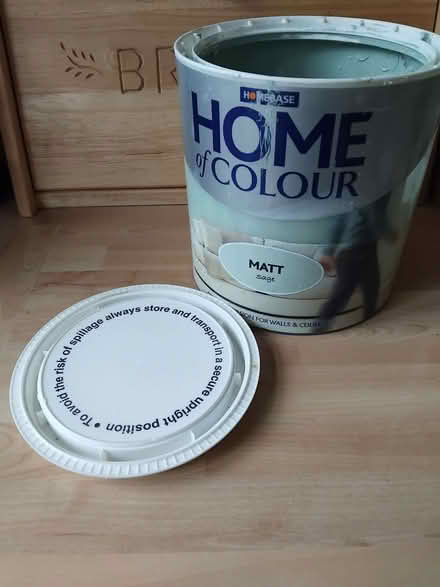 BR
HOMEBASE
HOME
of COLOUR
MATT
sage
FOR WALLS & CEILI
To avoid the risk of spillage always store and transport in a secure upright position •